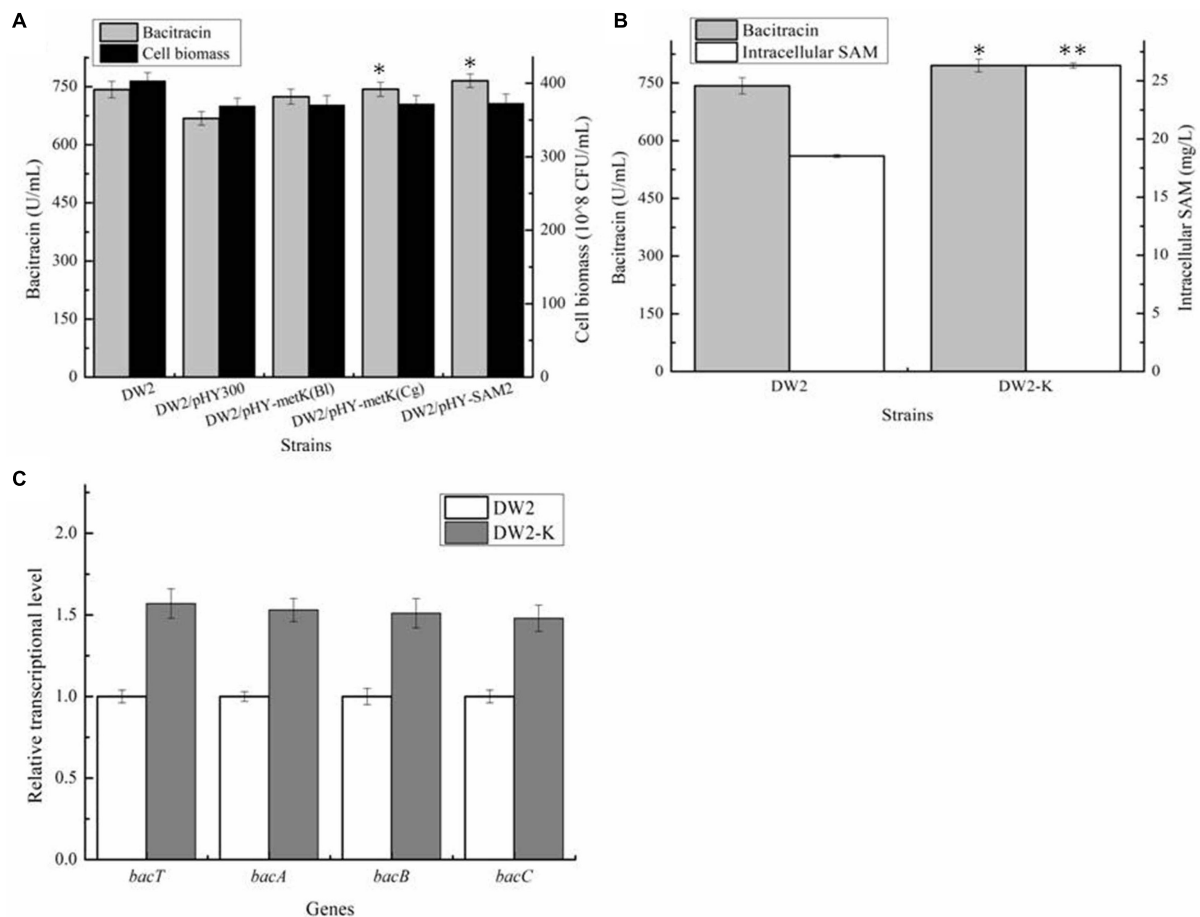 A
Bacitracin
Cell biomass
* *
750
600
450
300
150
0
Bacitracin (U/mL)
400
300
200
100
0
Cell biomass (10^8 CFU/mL)
DW2
DW2/pHY300
DW2/pHY-metK(Bl)
DW2/pHY-metK(Cg)
DW2/pHY-SAM2
Strains
B
Bacitracin
Intracellular SAM
* **
750
600
450
300
150
0
Bacitracin (U/mL)
25
20
15
10
5
0
Intracellular SAM (mg/L)
DW2 DW2-K
Strains
C
DW2
DW2-K
2.0
1.5
1.0
0.5
0.0
Relative transcriptional level
bacT bacA bacB bacC
Genes